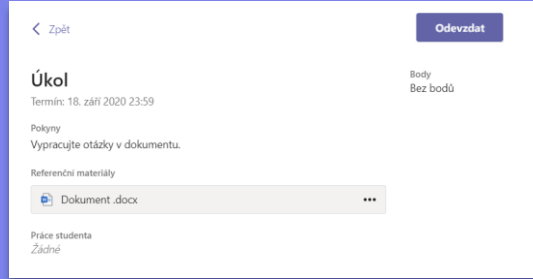 Zpět
Odevzdat
Úkol
Termín: 18. září 2020 23:59
Body
Bez bodů
Pokyny
Vypracujte otázky v dokumentu.
Referenční materiály
Dokument .docx
Práce studenta
Žádné